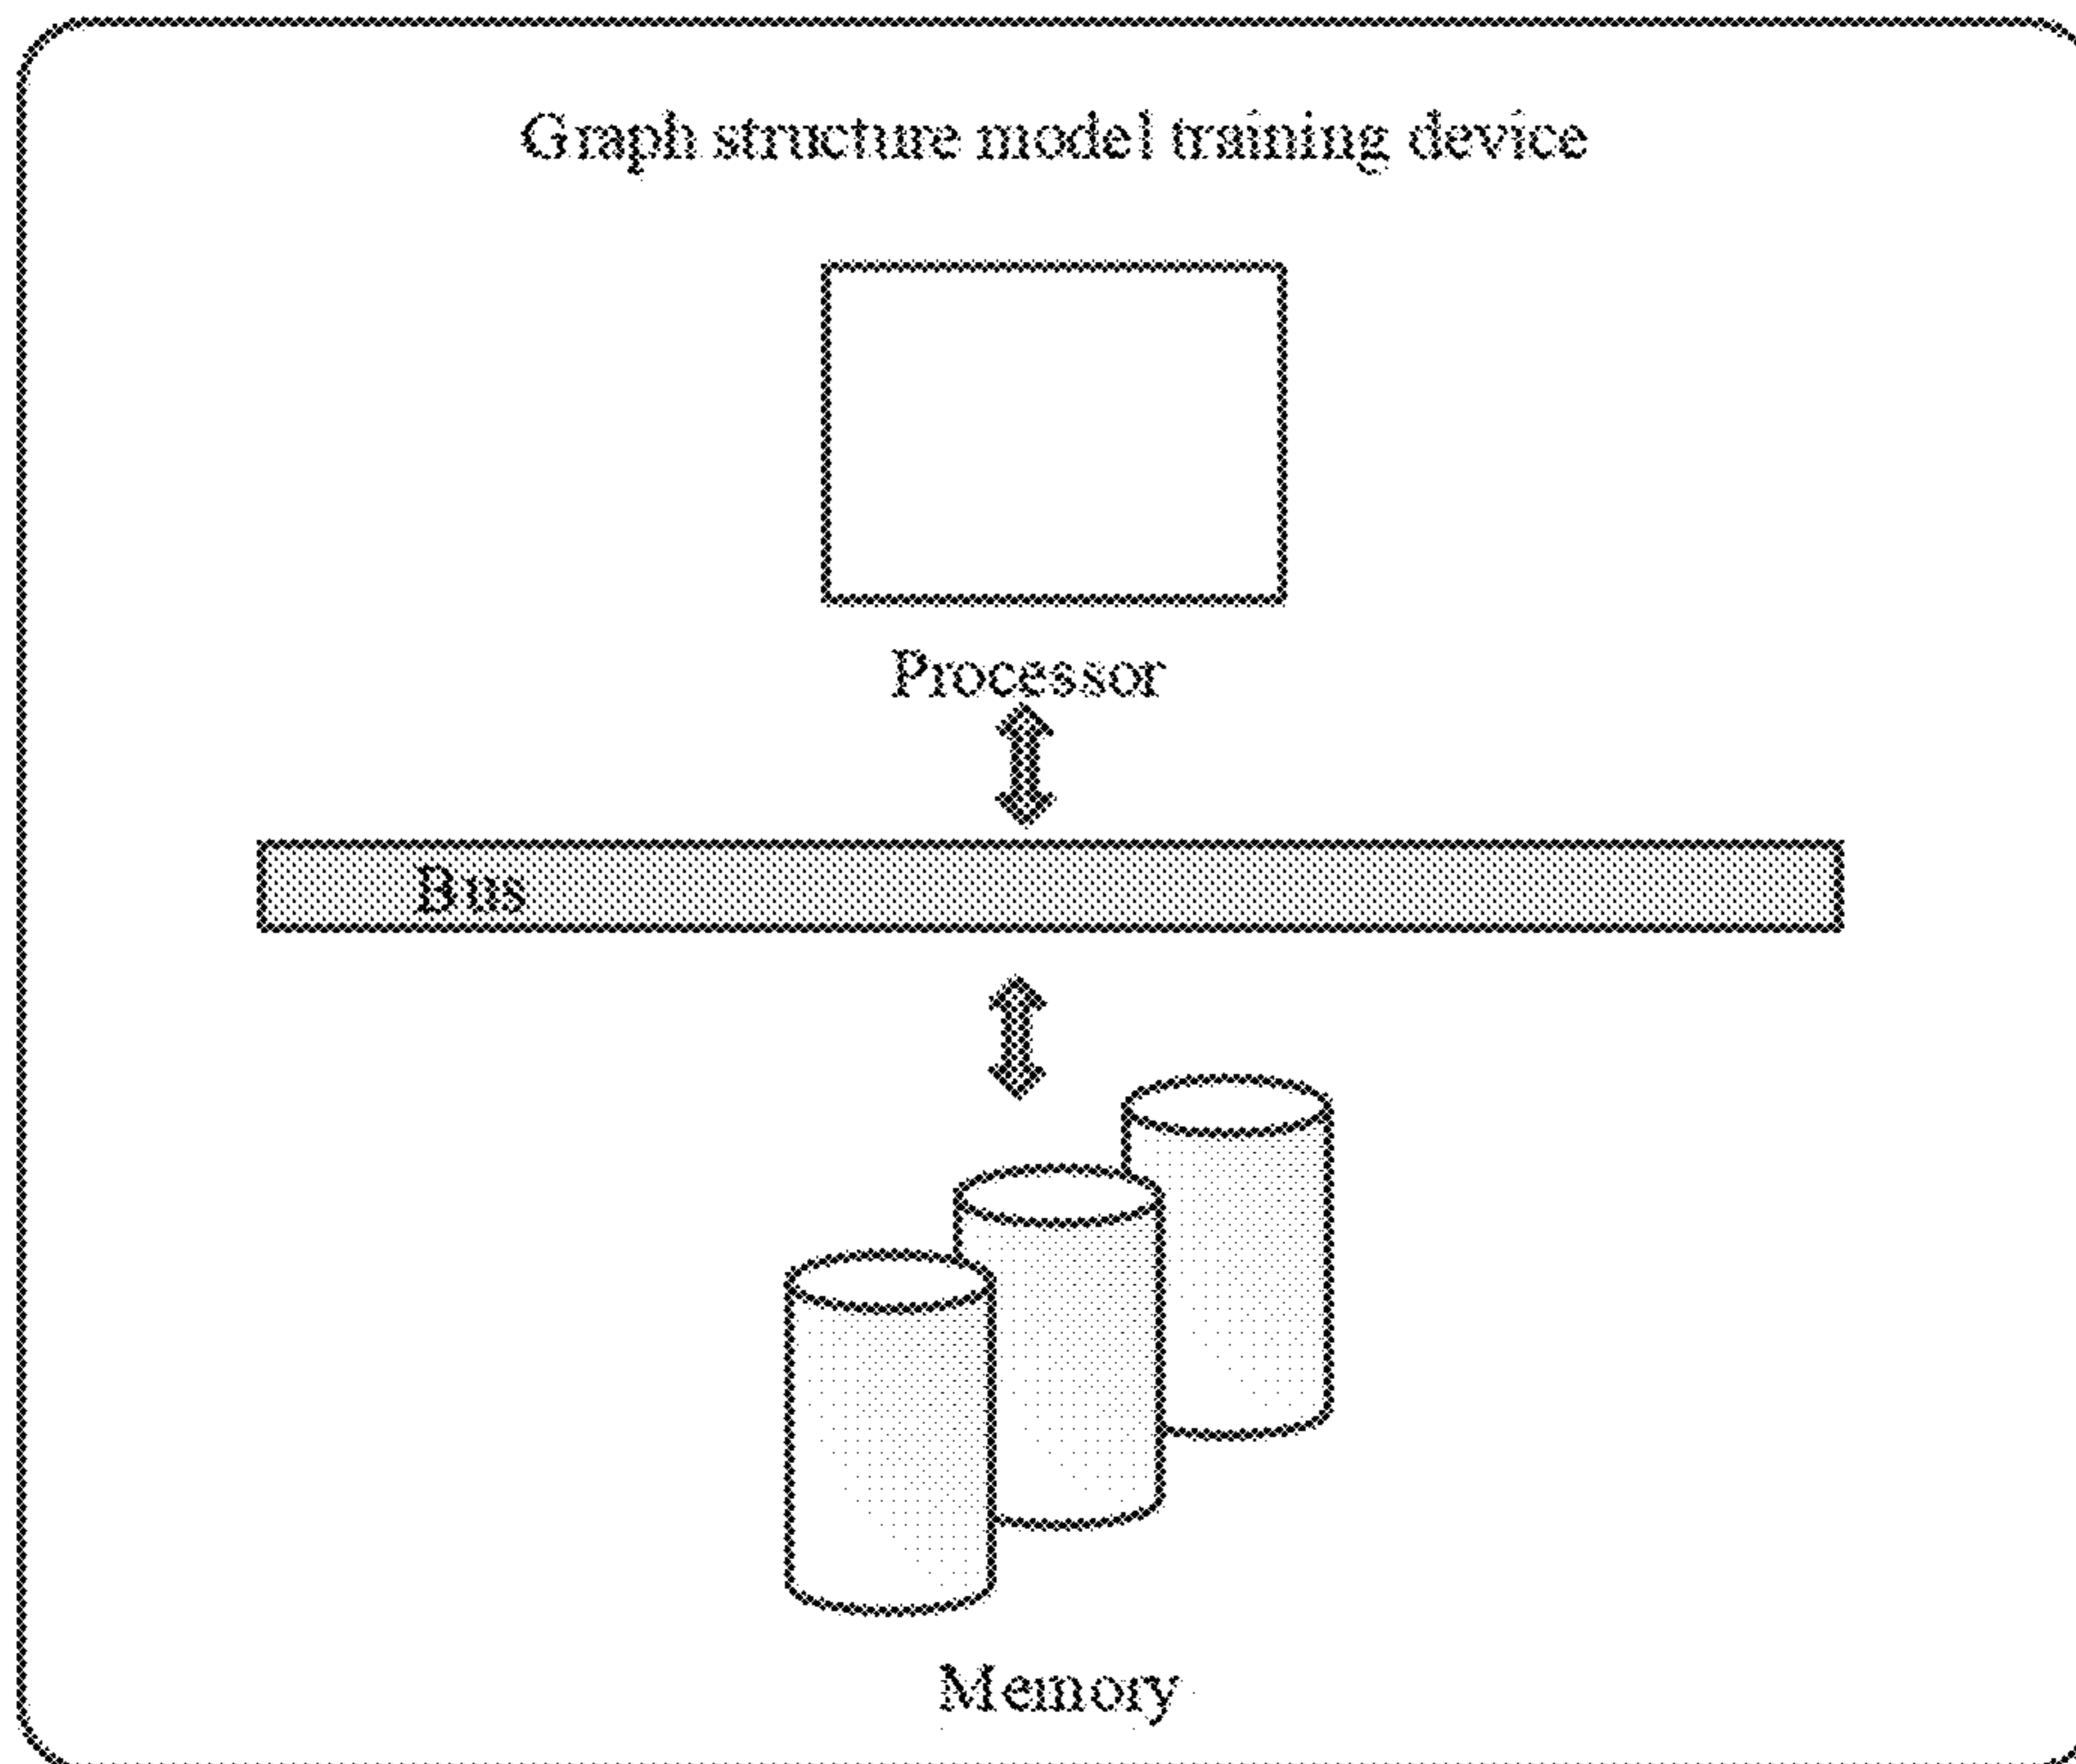 Graph structure model training device
Processor
Bus
Memory